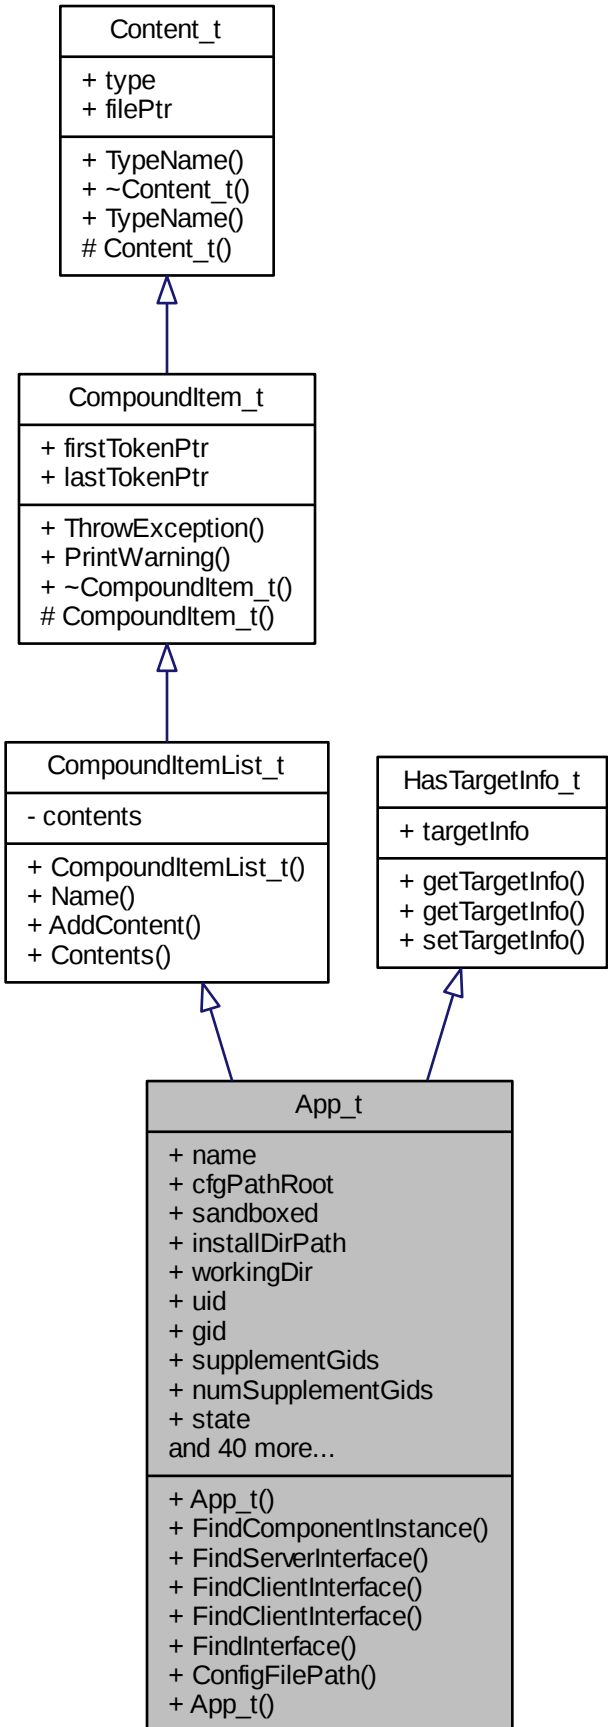 Content_t
+ type
+ filePtr
+ TypeName()
+ ~Content_t()
+ TypeName()
# Content_t()
CompoundItem_t
+ firstTokenPtr
+ lastTokenPtr
+ ThrowException()
+ PrintWarning()
+ ~CompoundItem_t()
# CompoundItem_t()
CompoundItemList_t
- contents
+ CompoundItemList_t()
+ Name()
+ AddContent()
+ Contents()
HasTargetInfo_t
+ targetInfo
+ getTargetInfo()
+ getTargetInfo()
+ setTargetInfo()
App_t
+ name
+ cfgPathRoot
+ sandboxed
+ installDirPath
+ workingDir
+ uid
+ gid
+ supplementGids
+ numSupplementGids
+ state
and 40 more...
+ App_t()
+ FindComponentInstance()
+ FindServerInterface()
+ FindClientInterface()
+ FindClientInterface()
+ FindInterface()
+ ConfigFilePath()
+ App_t()